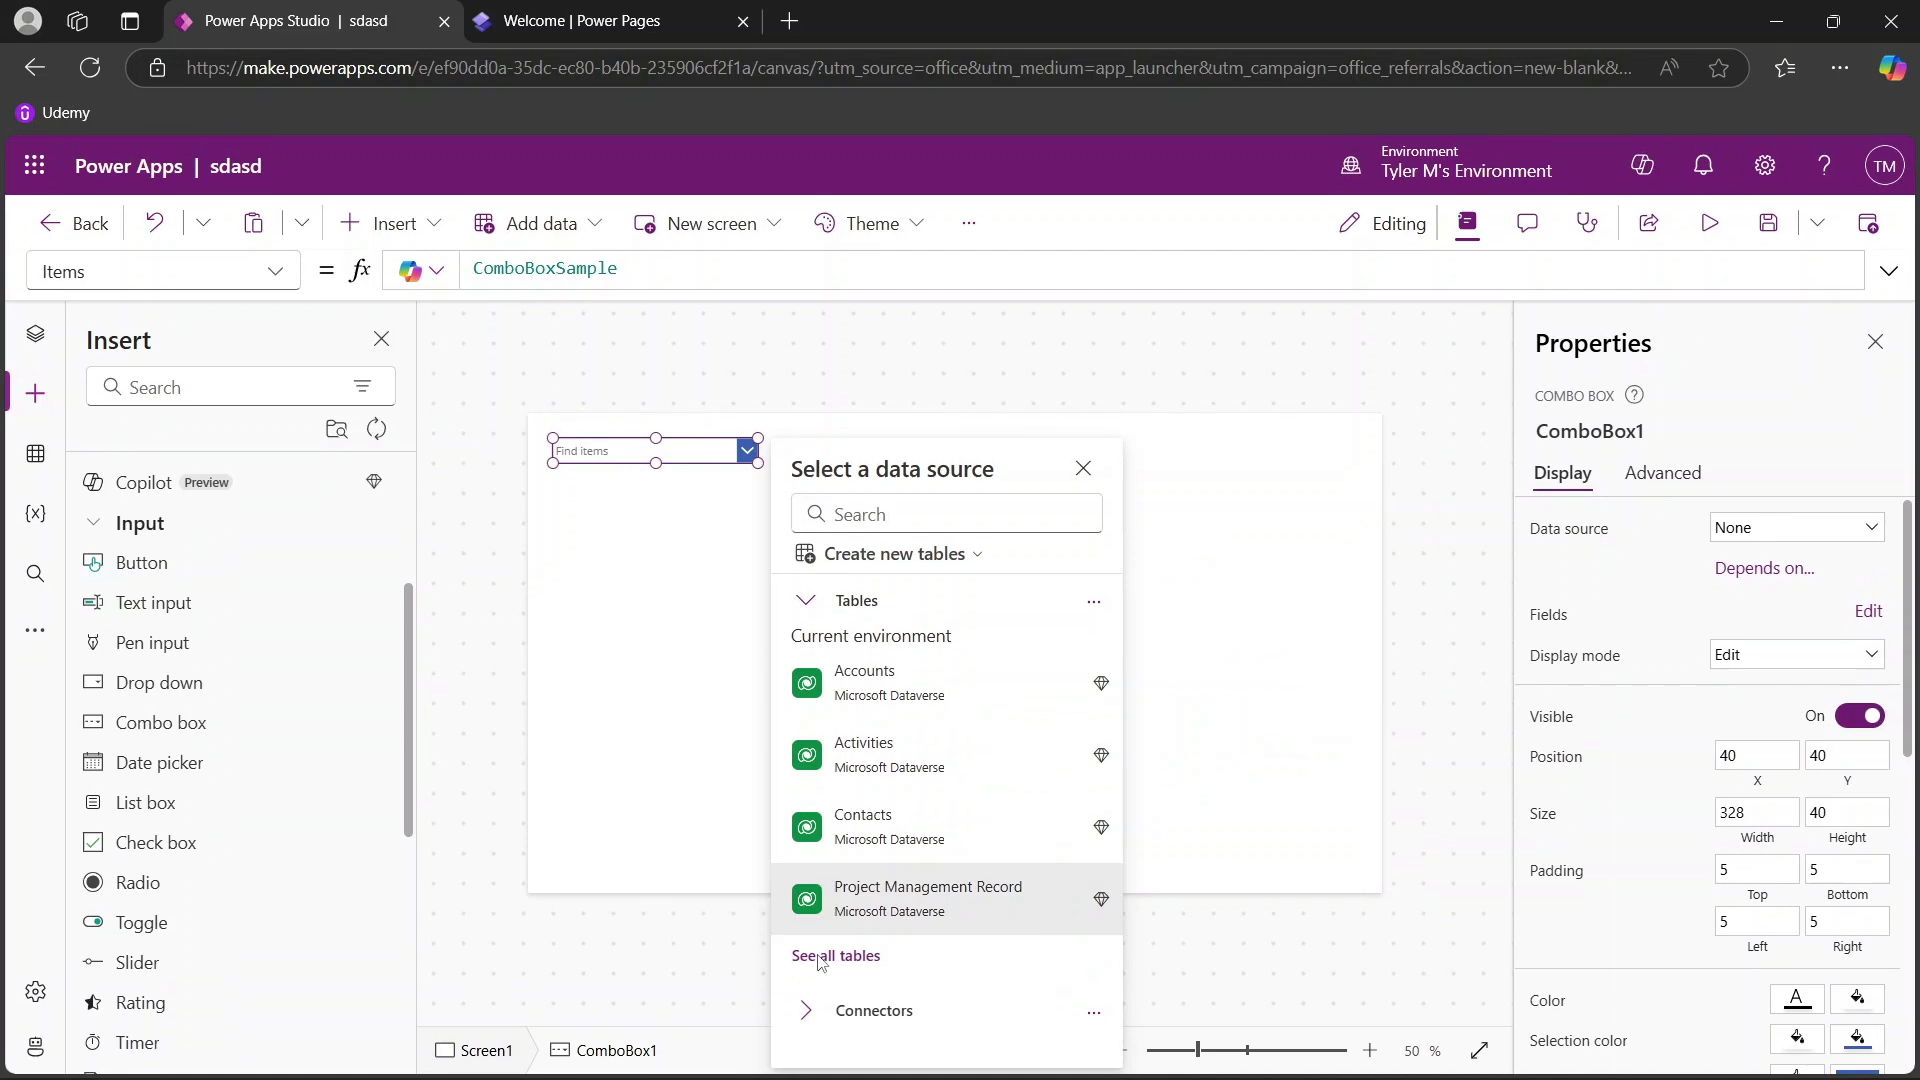 Power Apps Studio | sdasd
Welcome | Power Pages
https://make.powerapps.com/e/ef90dd0a-35dc-ec80-b40b-235906cf2f1a/canvas/?utm_source=office&utm_medium=app_launcher&utm_campaign=office_referrals&action=new-blank&...
Udemy
Power Apps | sdasd
Environment
Tyler M's Environment
TM
Back
Insert
Add data
New screen
Theme
Editing
Items
= fx
ComboBoxSample
Insert
Search
Copilot Preview
Input
Button
Text input
Pen input
Drop down
Combo box
Date picker
List box
Check box
Radio
Toggle
Slider
Rating
Timer
Find items
Select a data source
Search
Create new tables
Tables
Current environment
Accounts
Microsoft Dataverse
Activities
Microsoft Dataverse
Contacts
Microsoft Dataverse
Project Management Record
Microsoft Dataverse
See all tables
Connectors
Screen1
ComboBox1
50 %
Properties
COMBO BOX
ComboBox1
Display
Advanced
Data source
None
Depends on...
Fields
Edit
Display mode
Edit
Visible
On
Position
40
40
X
Y
Size
328
40
Width
Height
Padding
5
5
Top
Bottom
5
5
Left
Right
Color
A
Selection color